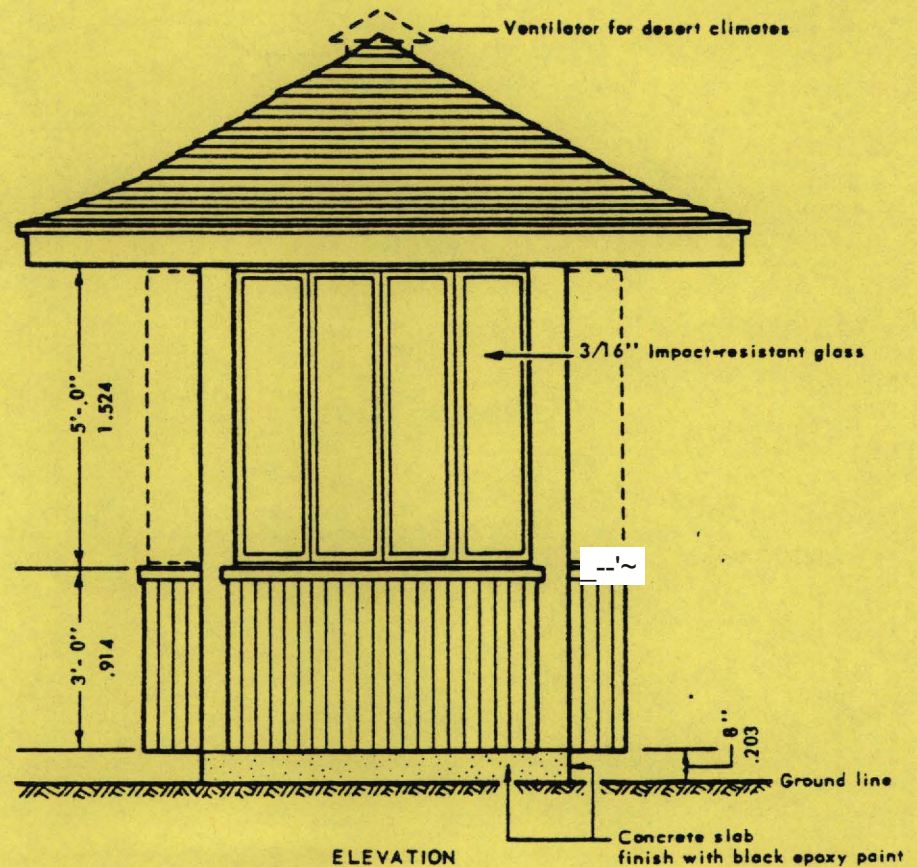 Ventilator for desert climates
3/16'' Impact-resistant glass
5'-0''
1.524
3'-0''
.914
8''
.203
Ground line
Concrete slab
finish with black epoxy paint
ELEVATION